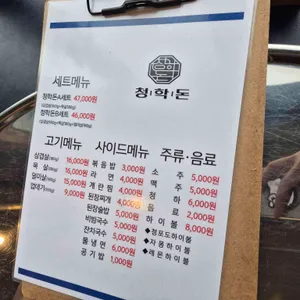 청학돈
세트메뉴
청학돈A세트 47,000원
청학돈B세트 46,000원
고기메뉴
삼겹살(180g) 16,000원
목살(180g) 16,000원
덜미살 15,000원
껍데기 9,000원
사이드메뉴
볶음밥 3,000원
라면 4,000원
계란찜 4,000원
된장찌개 4,000원
된장술밥 5,000원
비빔국수 5,000원
잔치국수 5,000원
물냉면 6,000원
공기밥 1,000원
주류·음료
소주 5,000원
맥주 5,000원
청하 6,000원
음료 2,000원
하이볼 8,000원
◆청포도하이볼
◆자몽하이볼
◆레몬하이볼